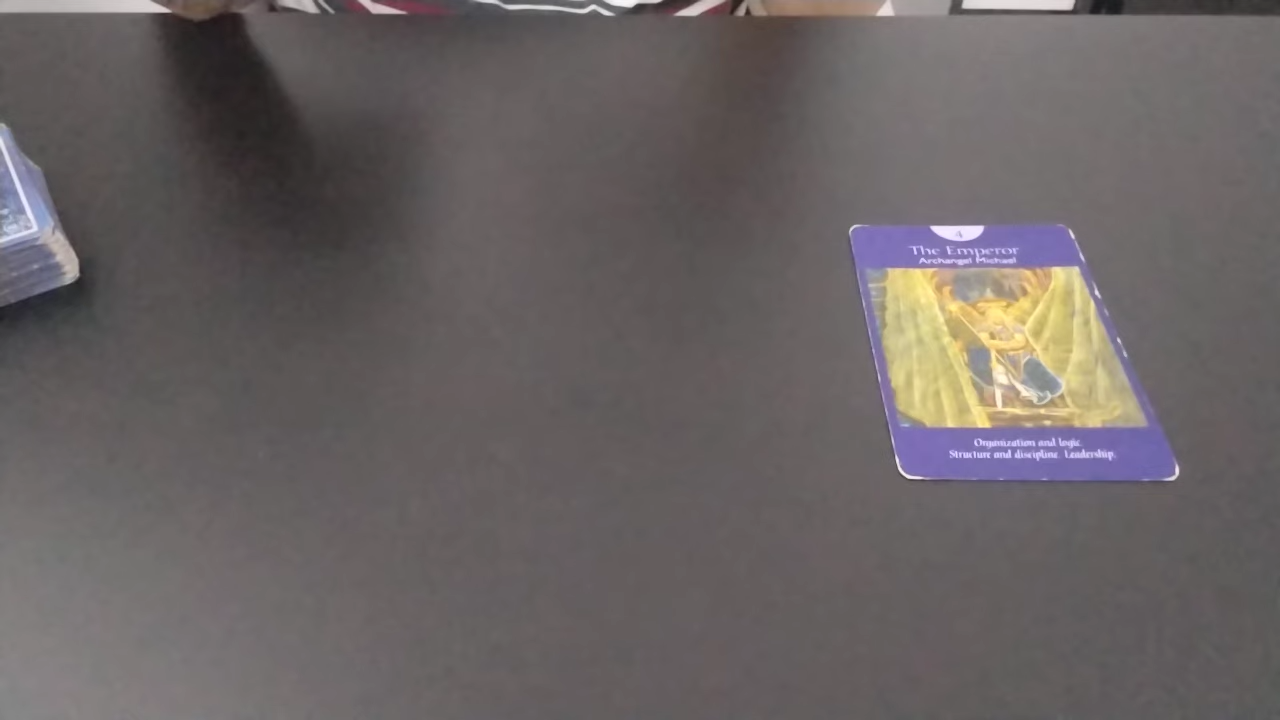 4
The Emperor
Archangel Michael
Organization and logic.
Structure and discipline. Leadership.